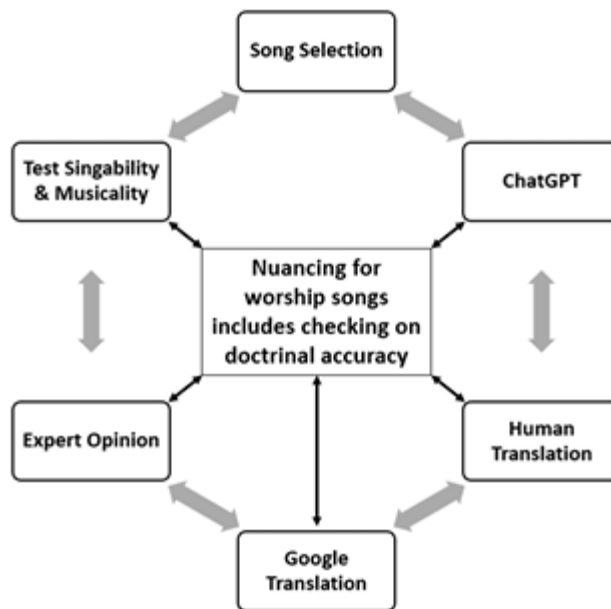 Song Selection
Test Singability
& Musicality
ChatGPT
Nuancing for
worship songs
includes checking on
doctrinal accuracy
Expert Opinion
Human
Translation
Google
Translation